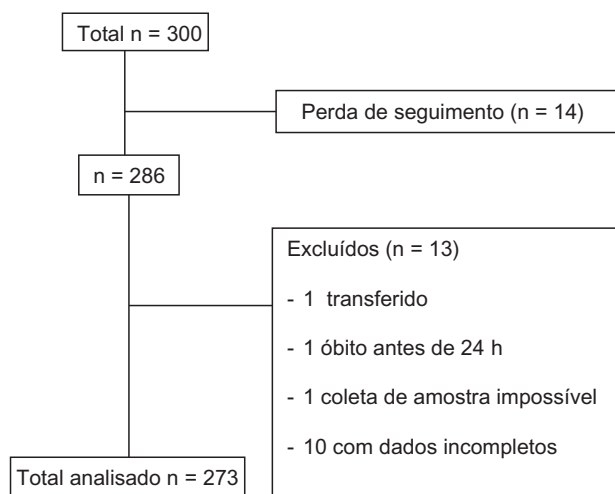 Total n = 300
Perda de seguimento (n = 14)
n = 286
Excluídos (n = 13)
- 1 transferido
- 1 óbito antes de 24 h
- 1 coleta de amostra impossível
- 10 com dados incompletos
Total analisado n = 273